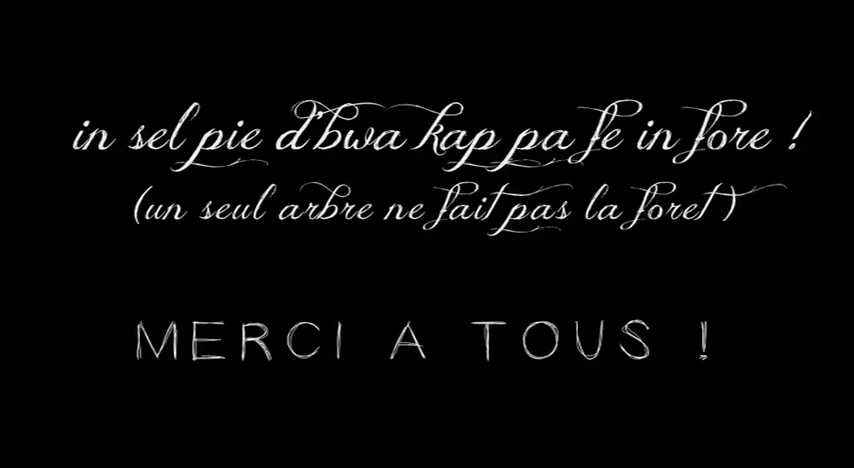 in sel pie d'bwa kap pa fe in fore !
(un seul arbre ne fait pas la foret)
MERCI A TOUS !